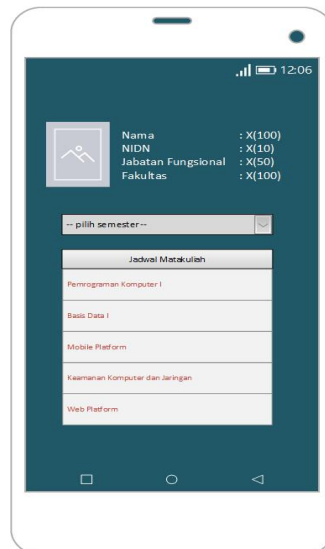 12:06
Nama : X(100)
NIDN : X(10)
Jabatan Fungsional : X(50)
Fakultas : X(100)
-- pilih semester--
Jadwal Matakuliah
Pemrograman Komputer I
Basis Data I
Mobile Platform
Keamanan Komputer dan Jaringan
Web Platform